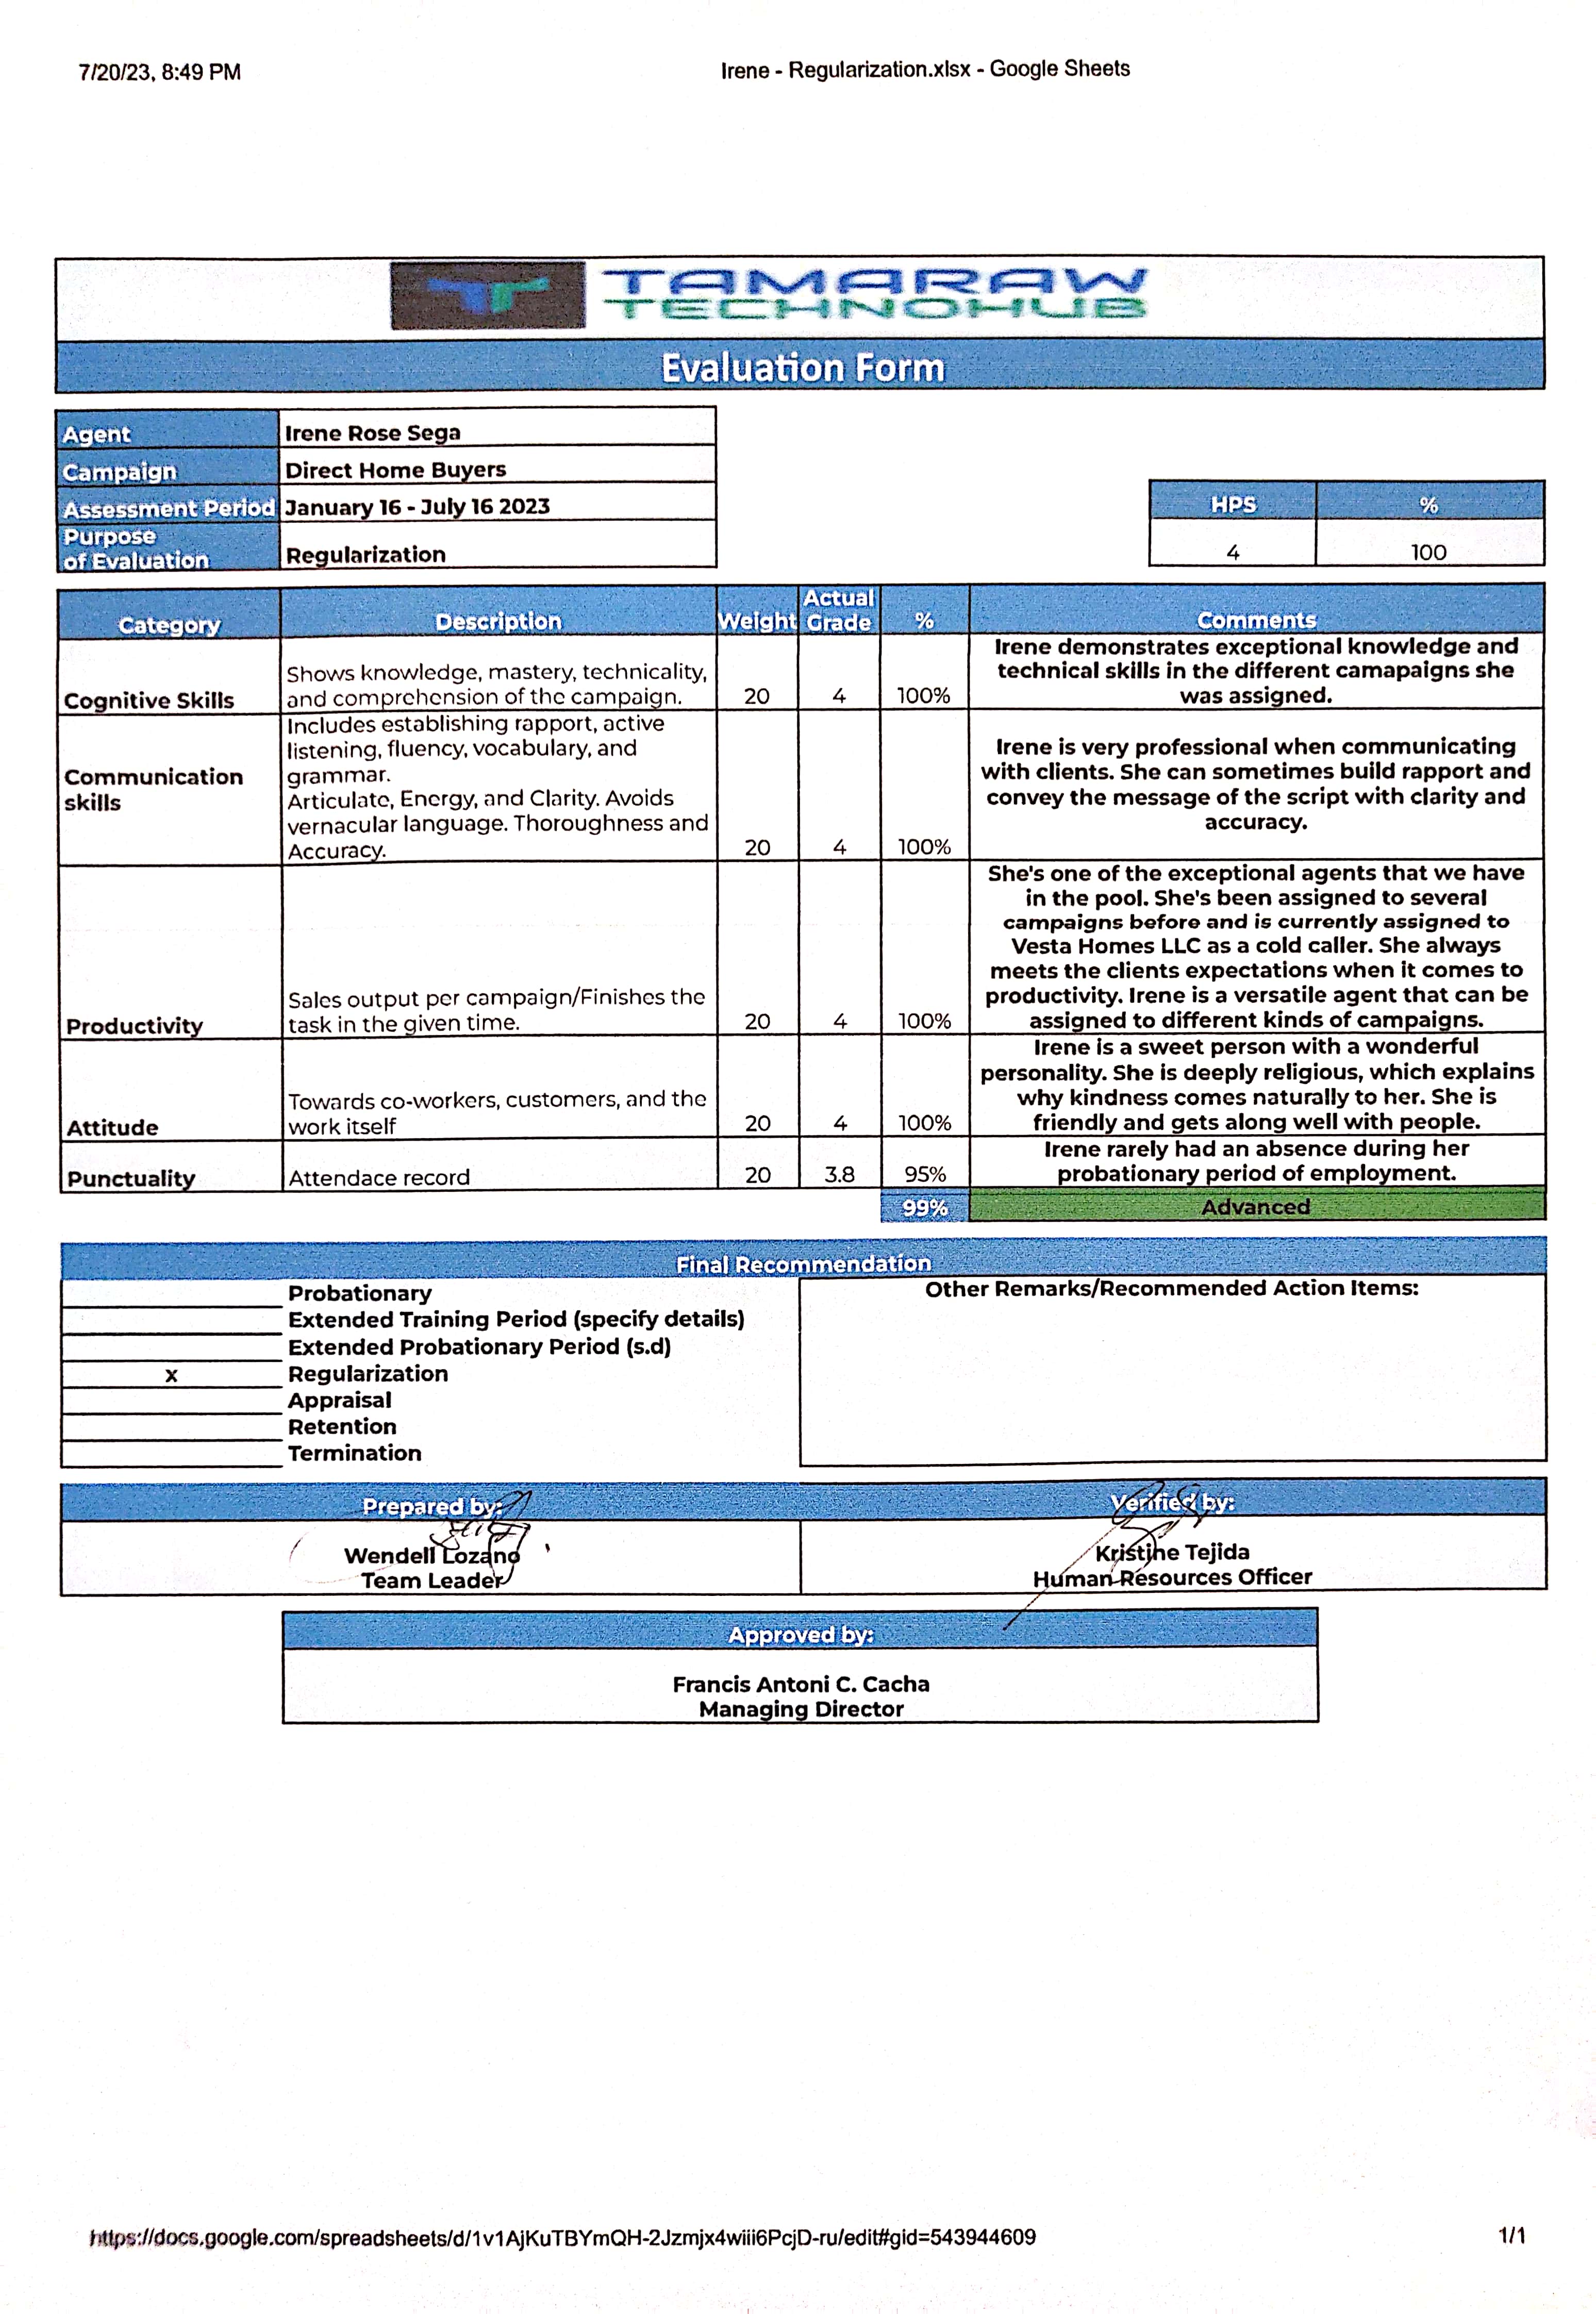 7/20/23, 8:49 PM
Irene - Regularization.xlsx - Google Sheets
TAMARAW
TECHNOHUB
Evaluation Form
Agent
Irene Rose Sega
Campaign
Direct Home Buyers
Assessment Period
January 16 - July 16 2023
Purpose
of Evaluation
Regularization
HPS
%
4
100
Category
Description
Weight
Actual
Grade
%
Comments
Cognitive Skills
Shows knowledge, mastery, technicality,
and comprehension of the campaign.
20
4
100%
Irene demonstrates exceptional knowledge and
technical skills in the different camapaigns she
was assigned.
Communication
skills
Includes establishing rapport, active
listening, fluency, vocabulary, and
grammar.
Articulate, Energy, and Clarity. Avoids
vernacular language. Thoroughness and
Accuracy.
20
4
100%
Irene is very professional when communicating
with clients. She can sometimes build rapport and
convey the message of the script with clarity and
accuracy.
Productivity
Sales output per campaign/Finishes the
task in the given time.
20
4
100%
She's one of the exceptional agents that we have
in the pool. She's been assigned to several
campaigns before and is currently assigned to
Vesta Homes LLC as a cold caller. She always
meets the clients expectations when it comes to
productivity. Irene is a versatile agent that can be
assigned to different kinds of campaigns.
Attitude
Towards co-workers, customers, and the
work itself
20
4
100%
Irene is a sweet person with a wonderful
personality. She is deeply religious, which explains
why kindness comes naturally to her. She is
friendly and gets along well with people.
Punctuality
Attendace record
20
3.8
95%
Irene rarely had an absence during her
probationary period of employment.
99%
Advanced
Final Recommendation
Probationary
Extended Training Period (specify details)
Extended Probationary Period (s.d)
x
Regularization
Appraisal
Retention
Termination
Other Remarks/Recommended Action Items:
Prepared by:
Wendell Lozano
Team Leader
Verified by:
Kristine Tejida
Human Resources Officer
Approved by:
Francis Antoni C. Cacha
Managing Director
https://docs.google.com/spreadsheets/d/1v1AjKuTBYmQH-2Jzmjx4wiii6PcjD-ru/edit#gid=543944609
1/1